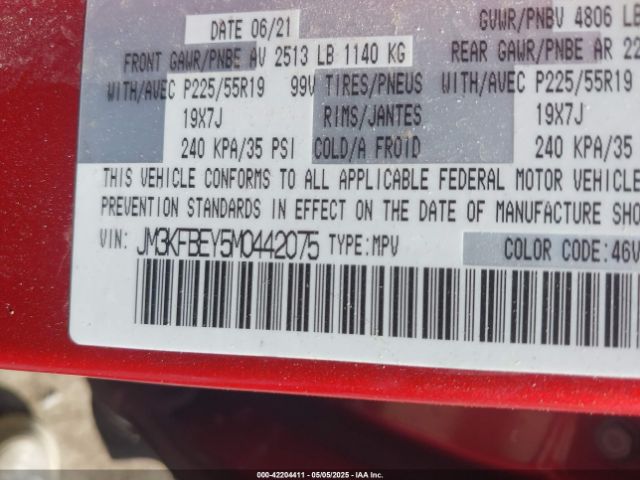 DATE 06/21
GVWR/PNBV 4806 LB
FRONT GAWR/PNBE AV 2513 LB 1140 KG
REAR GAWR/PNBE AR 22
WITH/AVEC P225/55R19 99V TIRES/PNEUS WITH/AVEC P225/55R19
19X7J RIMS/JANTES 19X7J
240 KPA/35 PSI COLD/A FROID 240 KPA/35
THIS VEHICLE CONFORMS TO ALL APPLICABLE FEDERAL MOTOR VEHICLE
PREVENTION STANDARDS IN EFFECT ON THE DATE OF MANUFACTURE SHO
VIN: JM3KFBEY5M0442075 TYPE:MPV COLOR CODE:46V
000-42204411 — 05/05/2025 — IAA Inc.